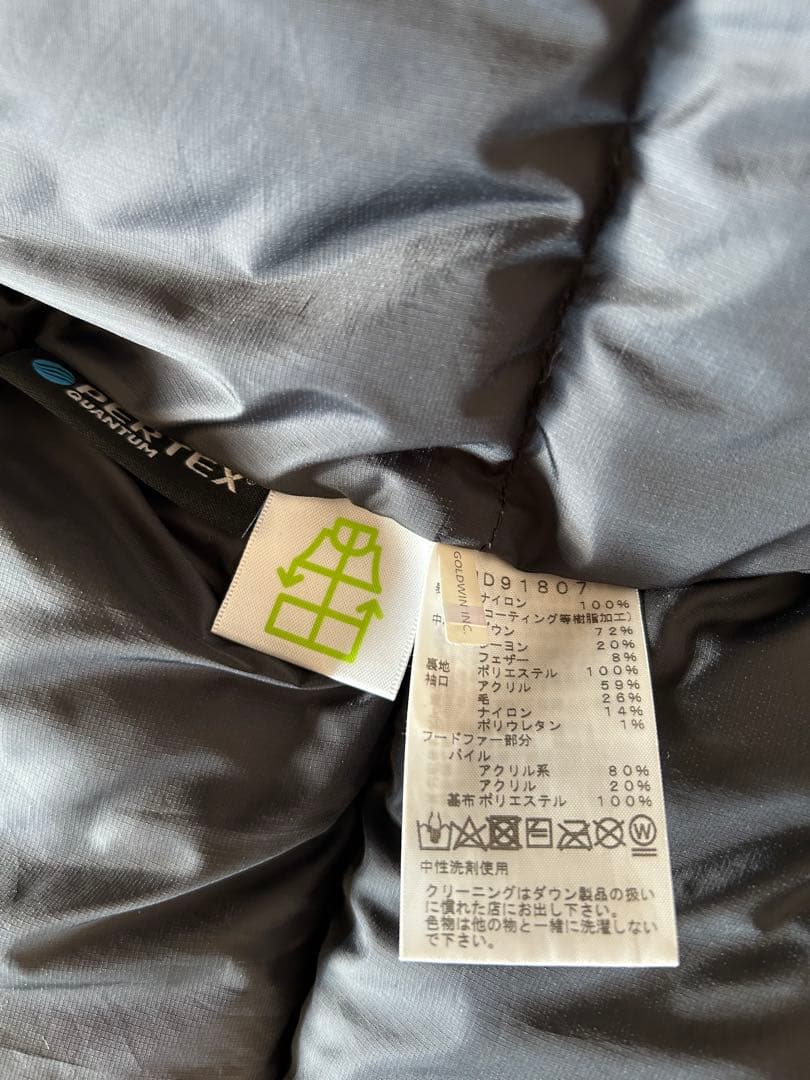 PERTEX®
QUANTUM
GOLDWIN INC.
D91807
ナイロン 100%
コーティング等樹脂加工)
中 ダウン 72%
レーヨン 20%
フェザー 8%
裏地 ポリエステル 100%
袖口 アクリル 59%
毛 26%
ナイロン 14%
ポリウレタン 1%
フードファー部分
パイル
アクリル系 80%
アクリル 20%
基布 ポリエステル 100%
W
中性洗剤使用
クリーニングはダウン製品の扱い
に慣れた店にお出し下さい。
色物は他の物と一緒に洗濯しない
で下さい。